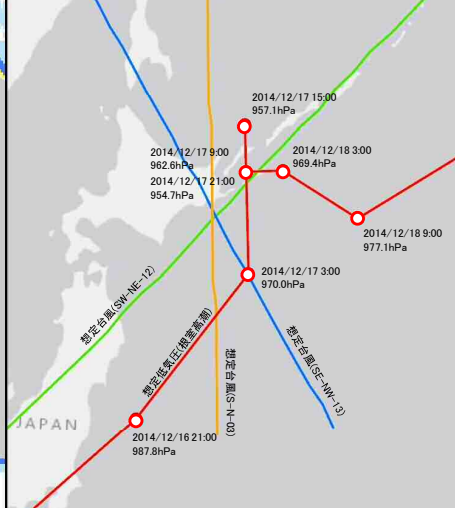 2014/12/17 15:00
957.1hPa
2014/12/17 9:00
962.6hPa
2014/12/17 21:00
954.7hPa
2014/12/18 3:00
969.4hPa
2014/12/18 9:00
977.1hPa
2014/12/17 3:00
970.0hPa
想定台風(SW-NE-12)
想定低気圧(根室高潮)
想定台風(S-N-03)
想定台風(SE-NW-13)
JAPAN
2014/12/16 21:00
987.8hPa